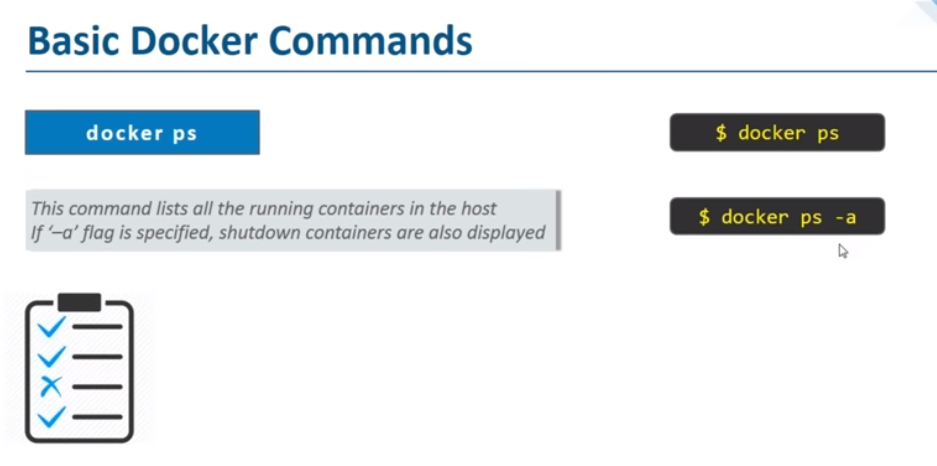 Basic Docker Commands
docker ps
$ docker ps
This command lists all the running containers in the host
If ‘–a’ flag is specified, shutdown containers are also displayed
$ docker ps -a